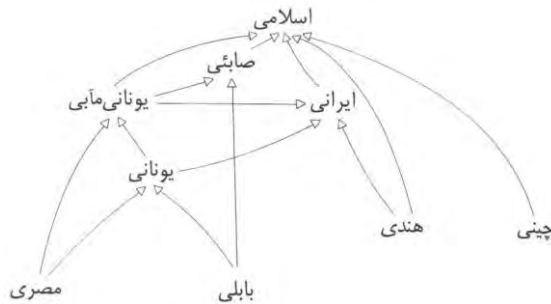 اسلامی
صابئی
ایرانی
یونانی‌مآبی
یونانی
چینی
هندی
بابلی
مصری